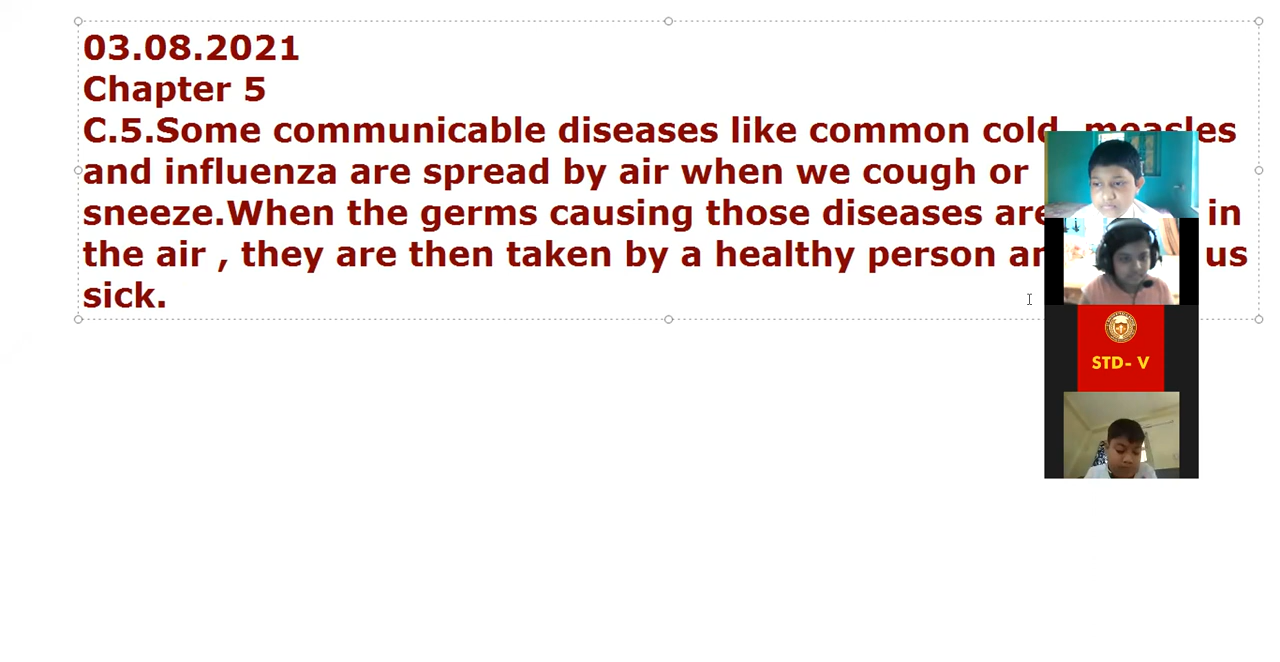 03.08.2021
Chapter 5
C.5.Some communicable diseases like common cold, measles
and influenza are spread by air when we cough or
sneeze.When the germs causing those diseases are in
the air , they are then taken by a healthy person us
sick.
STD- V